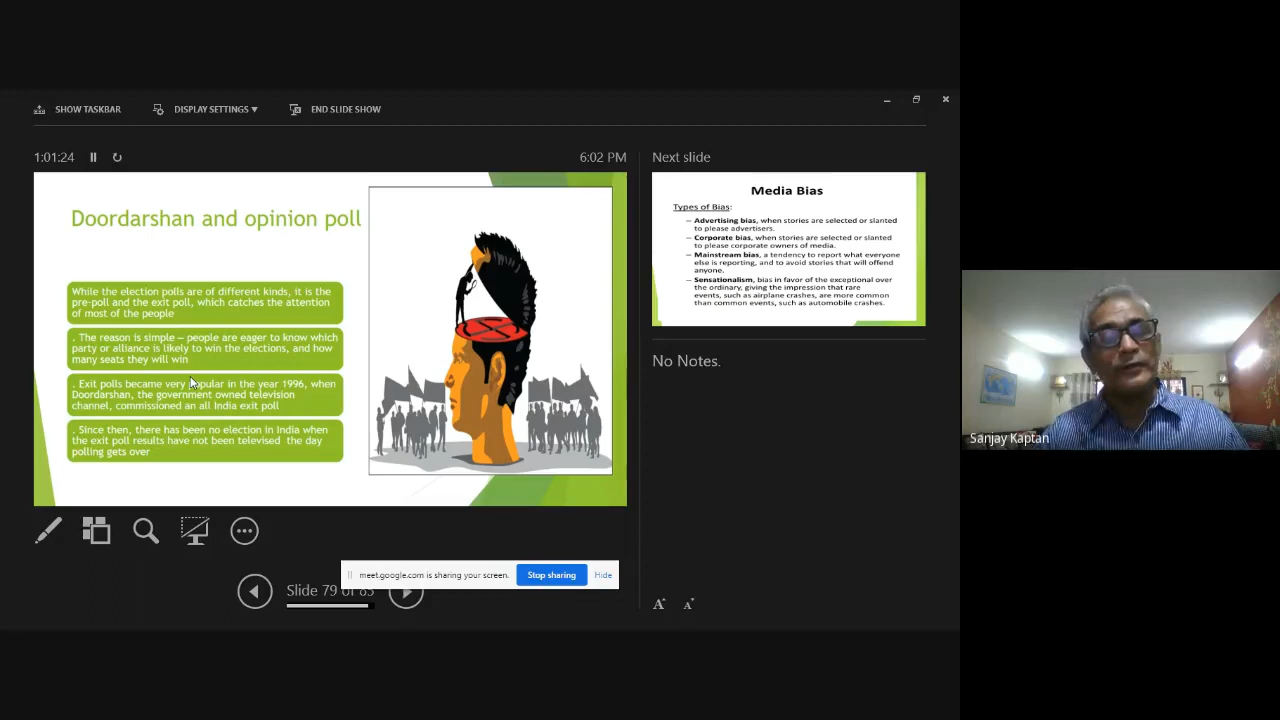 SHOW TASKBAR
DISPLAY SETTINGS
END SLIDE SHOW
1:01:24
6:02 PM
Next slide
Doordarshan and opinion poll
While the election polls are of different kinds, it is the
pre-poll and the exit poll, which catches the attention
of most of the people
. The reason is simple – people are eager to know which
party or alliance is likely to win the elections, and how
many seats they will win
. Exit polls became very popular in the year 1996, when
Doordarshan, the government owned television
channel, commissioned an all India exit poll
. Since then, there has been no election in India when
the exit poll results have not been televised the day
polling gets over
Media Bias
Types of Bias:
– Advertising bias, when stories are selected or slanted
to please advertisers.
– Corporate bias, when stories are selected or slanted
to please corporate owners of media.
– Mainstream bias, a tendency to report what everyone
else is reporting, and to avoid stories that will offend
anyone.
– Sensationalism, bias in favor of the exceptional over
the ordinary, giving the impression that rare
events, such as airplane crashes, are more common
than common events, such as automobile crashes.
No Notes.
Sanjay Kaptan
meet.google.com is sharing your screen.
Stop sharing
Hide
Slide 79 of 83
A A